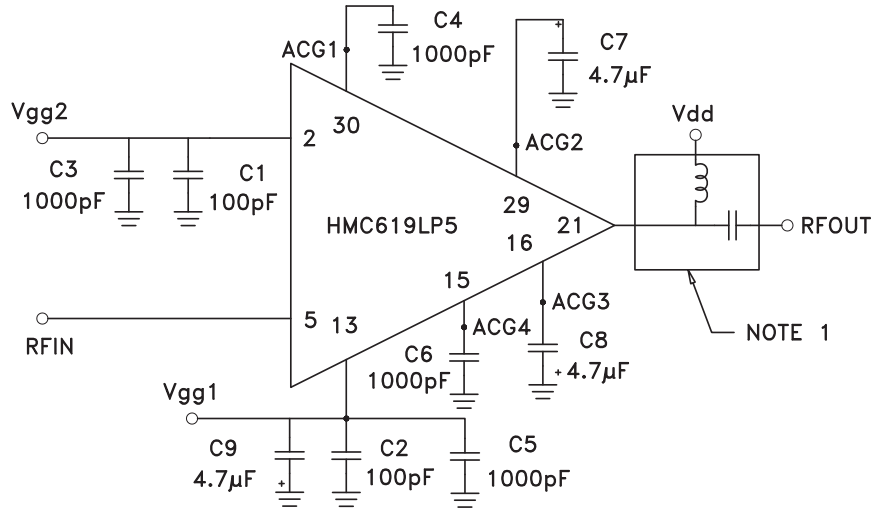 C4
1000pF
ACG1
C7
4.7µF
Vgg2
30
2
C3
1000pF
C1
100pF
ACG2
Vdd
29
HMC619LP5
21
16
RFOUT
15
5
13
RFIN
ACG3
ACG4
NOTE 1
C8
4.7µF
C6
1000pF
Vgg1
C9
4.7µF
C2
100pF
C5
1000pF